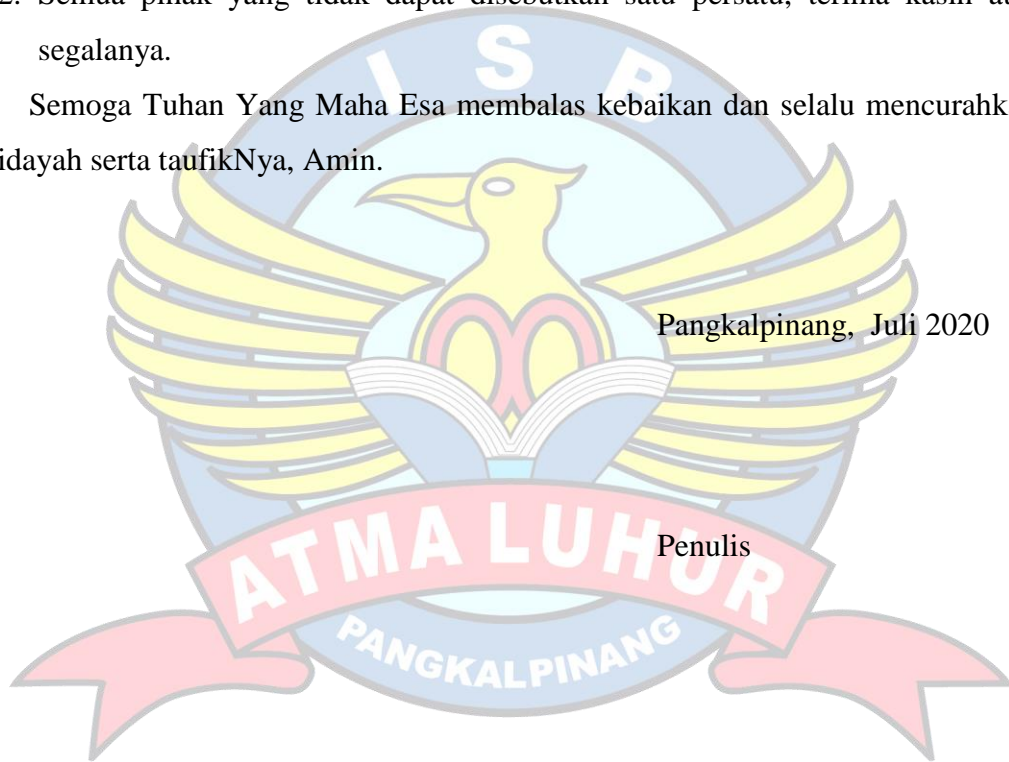 2. Semua pihak yang tidak dapat disebutkan satu persatu, terima kasih
segalanya.
Semoga Tuhan Yang Maha Esa membalas kebaikan dan selalu mencurahk
idayah serta taufikNya, Amin.
Pangkalpinang, Juli 2020
Penulis
I S B
ATMA LUHUR
PANGKALPINANG